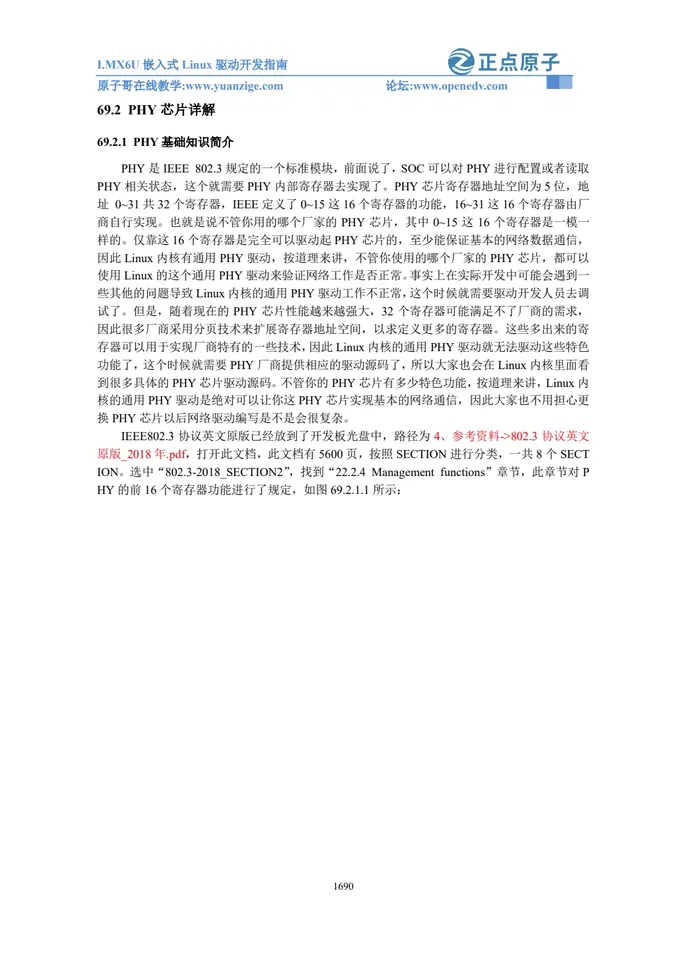 I.MX6U 嵌入式 Linux 驱动开发指南
正点原子
原子哥在线教学:www.yuanzige.com 论坛:www.openedv.com
69.2 PHY 芯片详解
69.2.1 PHY 基础知识简介
PHY 是 IEEE 802.3 规定的一个标准模块，前面说了，SOC 可以对 PHY 进行配置或者读取
PHY 相关状态，这个就需要 PHY 内部寄存器去实现了。PHY 芯片寄存器地址空间为 5 位，地
址 0~31 共 32 个寄存器，IEEE 定义了 0~15 这 16 个寄存器的功能，16~31 这 16 个寄存器由厂
商自行实现。也就是说不管你用的哪个厂家的 PHY 芯片，其中 0~15 这 16 个寄存器是一模一
样的。仅靠这 16 个寄存器是完全可以驱动起 PHY 芯片的，至少能保证基本的网络数据通信，
因此 Linux 内核有通用 PHY 驱动，按道理来讲，不管你使用的哪个厂家的 PHY 芯片，都可以
使用 Linux 的这个通用 PHY 驱动来验证网络工作是否正常。事实上在实际开发中可能会遇到一
些其他的问题导致 Linux 内核的通用 PHY 驱动工作不正常，这个时候就需要驱动开发人员去调
试了。但是，随着现在的 PHY 芯片性能越来越强大，32 个寄存器可能满足不了厂商的需求，
因此很多厂商采用分页技术来扩展寄存器地址空间，以求定义更多的寄存器。这些多出来的寄
存器可以用于实现厂商特有的一些技术，因此 Linux 内核的通用 PHY 驱动就无法驱动这些特色
功能了，这个时候就需要 PHY 厂商提供相应的驱动源码了，所以大家也会在 Linux 内核里面看
到很多具体的 PHY 芯片驱动源码。不管你的 PHY 芯片有多少特色功能，按道理来讲，Linux 内
核的通用 PHY 驱动是绝对可以让你这 PHY 芯片实现基本的网络通信，因此大家也不用担心更
换 PHY 芯片以后网络驱动编写是不是会很复杂。
IEEE802.3 协议英文原版已经放到了开发板光盘中，路径为 4、参考资料->802.3 协议英文
原版_2018 年.pdf，打开此文档，此文档有 5600 页，按照 SECTION 进行分类，一共 8 个 SECT
ION。选中“802.3-2018_SECTION2”，找到“22.2.4 Management functions”章节，此章节对 P
HY 的前 16 个寄存器功能进行了规定，如图 69.2.1.1 所示：
1690